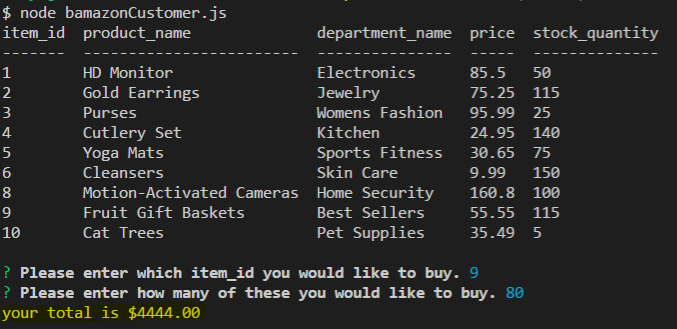 $ node bamazonCustomer.js
item_id  product_name              department_name  price  stock_quantity
-------  ------------------------  ---------------  -----  --------------
1        HD Monitor                Electronics      85.5   50
2        Gold Earrings             Jewelry          75.25  115
3        Purses                    Womens Fashion   95.99  25
4        Cutlery Set               Kitchen          24.95  140
5        Yoga Mats                 Sports Fitness   30.65  75
6        Cleansers                 Skin Care        9.99   150
8        Motion-Activated Cameras  Home Security    160.8  100
9        Fruit Gift Baskets        Best Sellers     55.55  115
10       Cat Trees                 Pet Supplies     35.49  5
? Please enter which item_id you would like to buy. 9
? Please enter how many of these you would like to buy. 80
your total is $4444.00